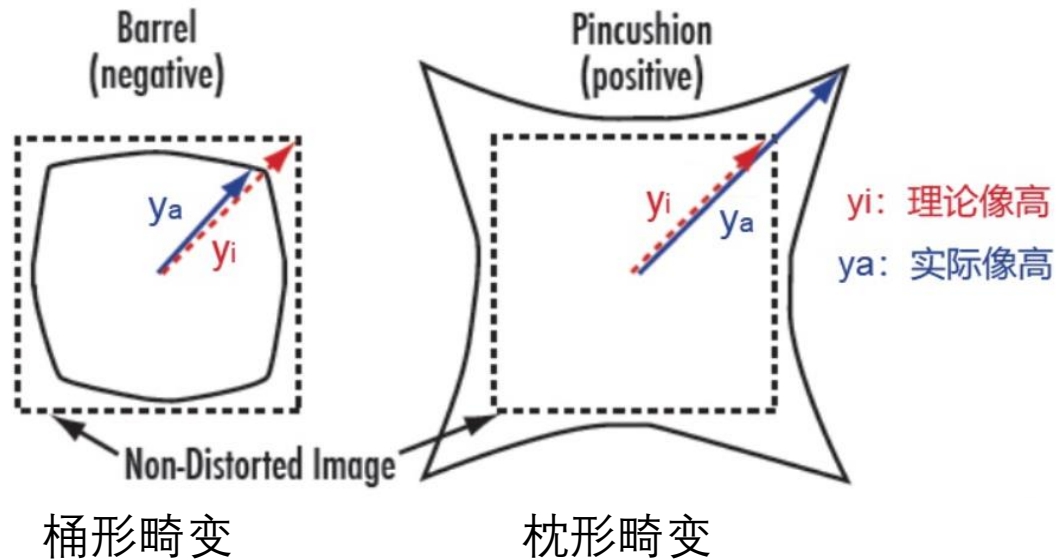 Barrel
(negative)
Pincushion
(positive)
ya
yi
yi
ya
yi: 理论像高
ya: 实际像高
Non-Distorted Image
桶形畸变
枕形畸变